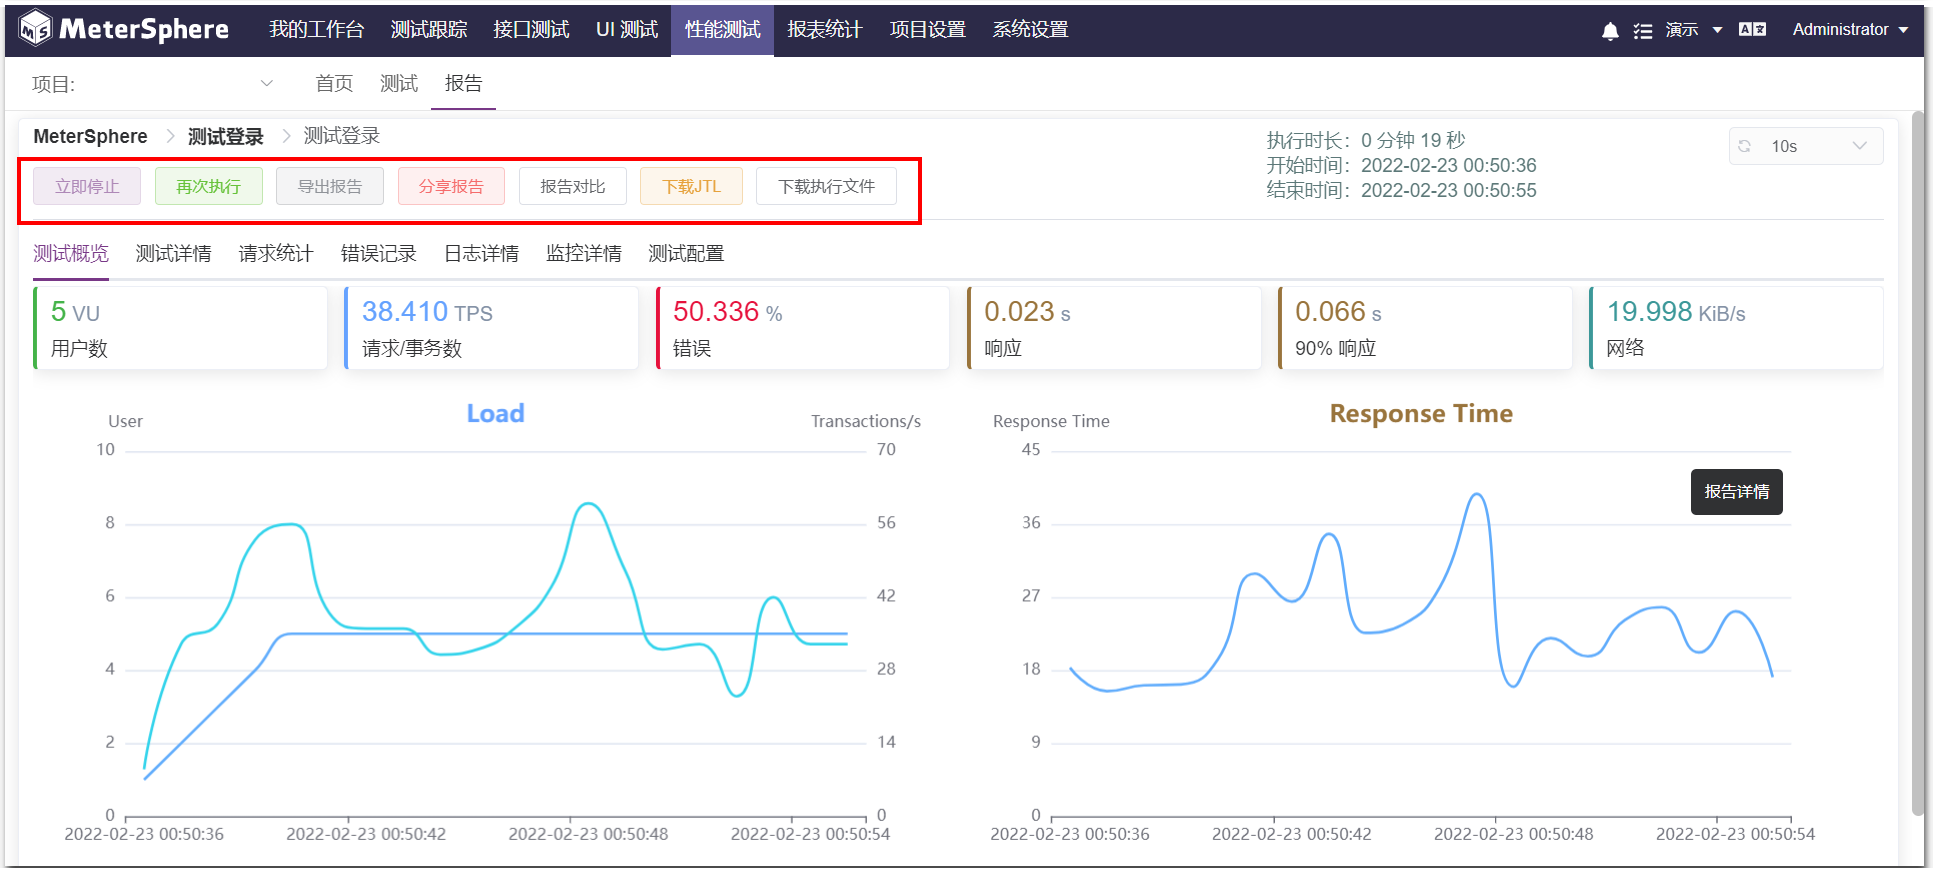 MeterSphere 我的工作台 测试跟踪 接口测试 UI 测试 性能测试 报表统计 项目设置 系统设置 演示 Administrator
项目: 首页 测试 报告
MeterSphere 测试登录 测试登录
执行时长：0 分钟 19 秒
开始时间：2022-02-23 00:50:36
结束时间：2022-02-23 00:50:55
10s
立即停止 再次执行 导出报告 分享报告 报告对比 下载JTL 下载执行文件
测试概览 测试详情 请求统计 错误记录 日志详情 监控详情 测试配置
5 VU
用户数
38.410 TPS
请求/事务数
50.336 %
错误
0.023 s
响应
0.066 s
90% 响应
19.998 KiB/s
网络
Load
User
Transactions/s
10
8
6
4
2
0
70
56
42
28
14
0
2022-02-23 00:50:36 2022-02-23 00:50:42 2022-02-23 00:50:48 2022-02-23 00:50:54
Response Time
Response Time
报告详情
45
36
27
18
9
0
2022-02-23 00:50:36 2022-02-23 00:50:42 2022-02-23 00:50:48 2022-02-23 00:50:54